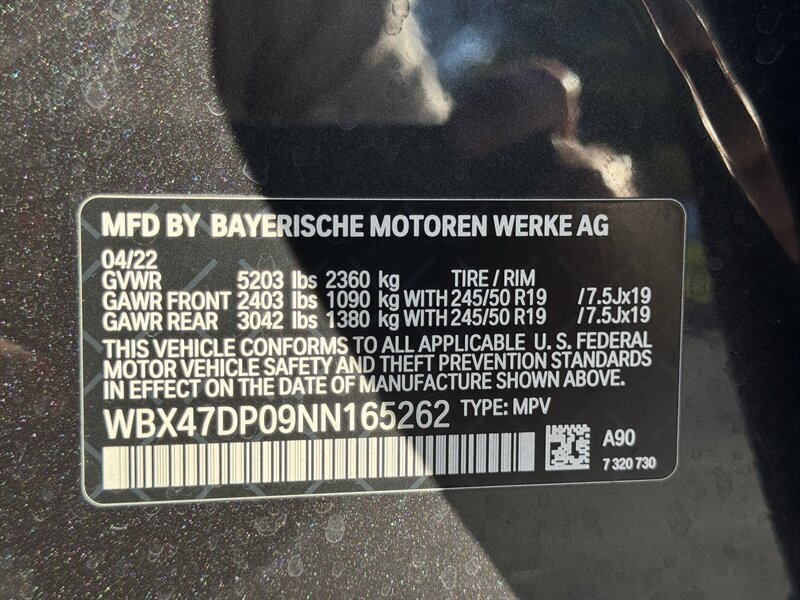 MFD BY BAYERISCHE MOTOREN WERKE AG
04/22
GVWR 5203 lbs 2360 kg TIRE / RIM
GAWR FRONT 2403 lbs 1090 kg WITH 245/50 R19 /7.5Jx19
GAWR REAR 3042 lbs 1380 kg WITH 245/50 R19 /7.5Jx19
THIS VEHICLE CONFORMS TO ALL APPLICABLE U. S. FEDERAL
MOTOR VEHICLE SAFETY AND THEFT PREVENTION STANDARDS
IN EFFECT ON THE DATE OF MANUFACTURE SHOWN ABOVE.
WBX47DP09NN165262 TYPE: MPV
A90
7 320 730